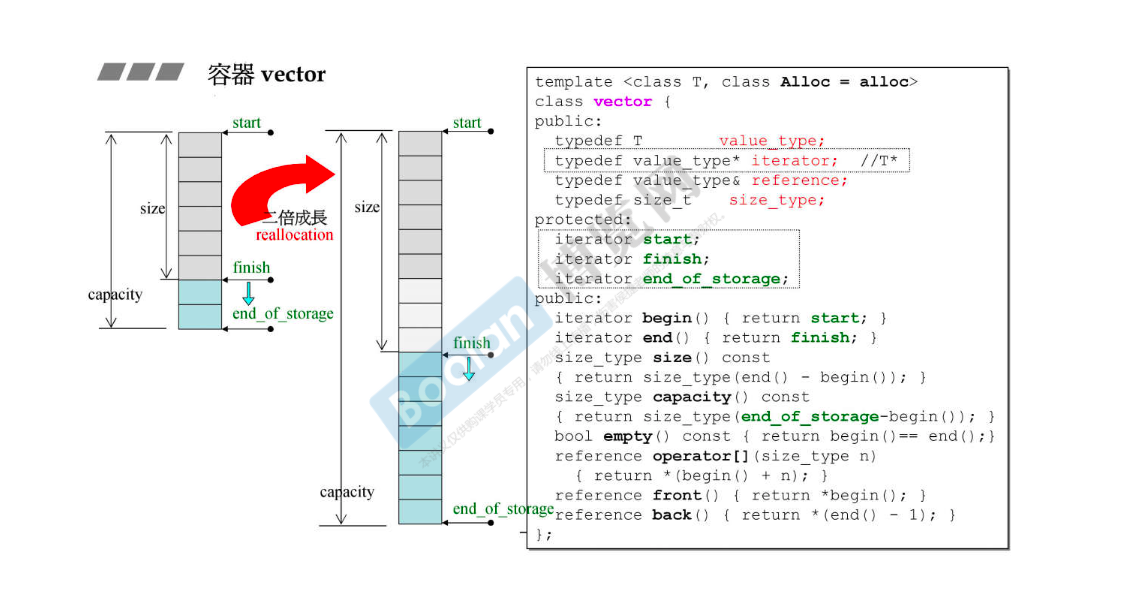 容器 vector
start
size
capacity
finish
end_of_storage
二倍成長
reallocation
start
size
finish
capacity
end_of_storage
template <class T, class Alloc = alloc>
class vector {
public:
typedef T value_type;
typedef value_type* iterator; //T*
typedef value_type& reference;
typedef size_t size_type;
protected:
iterator start;
iterator finish;
iterator end_of_storage;
public:
iterator begin() { return start; }
iterator end() { return finish; }
size_type size() const
{ return size_type(end() - begin()); }
size_type capacity() const
{ return size_type(end_of_storage-begin()); }
bool empty() const { return begin()== end();}
reference operator[](size_type n)
{ return *(begin() + n); }
reference front() { return *begin(); }
reference back() { return *(end() - 1); }
};
Boolan 博览网